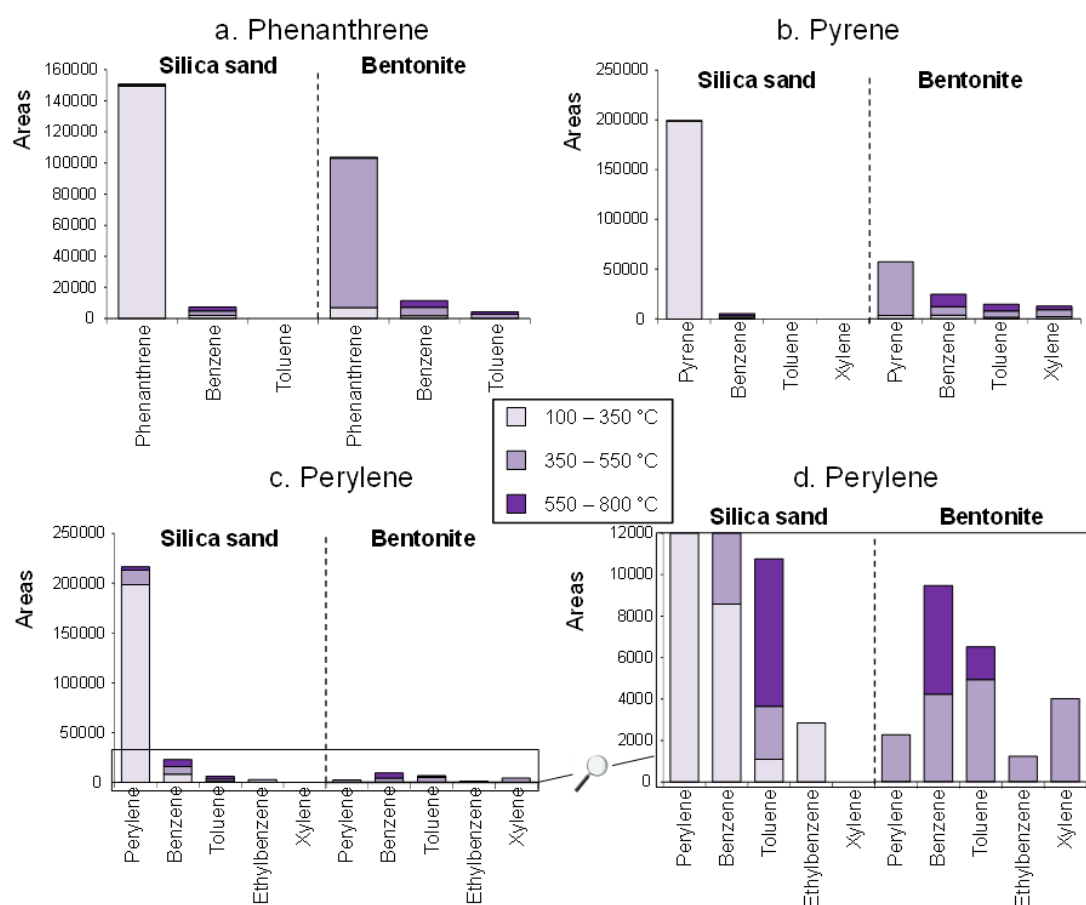 a. Phenanthrene
Silica sand Bentonite
Areas
160000
140000
120000
100000
80000
60000
40000
20000
0
Phenanthrene
Benzene
Toluene
Phenanthrene
Benzene
Toluene
b. Pyrene
Silica sand Bentonite
Areas
250000
200000
150000
100000
50000
0
Pyrene
Benzene
Toluene
Xylene
Pyrene
Benzene
Toluene
Xylene
100 – 350 °C
350 – 550 °C
550 – 800 °C
c. Perylene
Silica sand Bentonite
Areas
250000
200000
150000
100000
50000
0
Perylene
Benzene
Toluene
Ethylbenzene
Xylene
Perylene
Benzene
Toluene
Ethylbenzene
Xylene
d. Perylene
Silica sand Bentonite
Areas
12000
10000
8000
6000
4000
2000
0
Perylene
Benzene
Toluene
Ethylbenzene
Xylene
Perylene
Benzene
Toluene
Ethylbenzene
Xylene